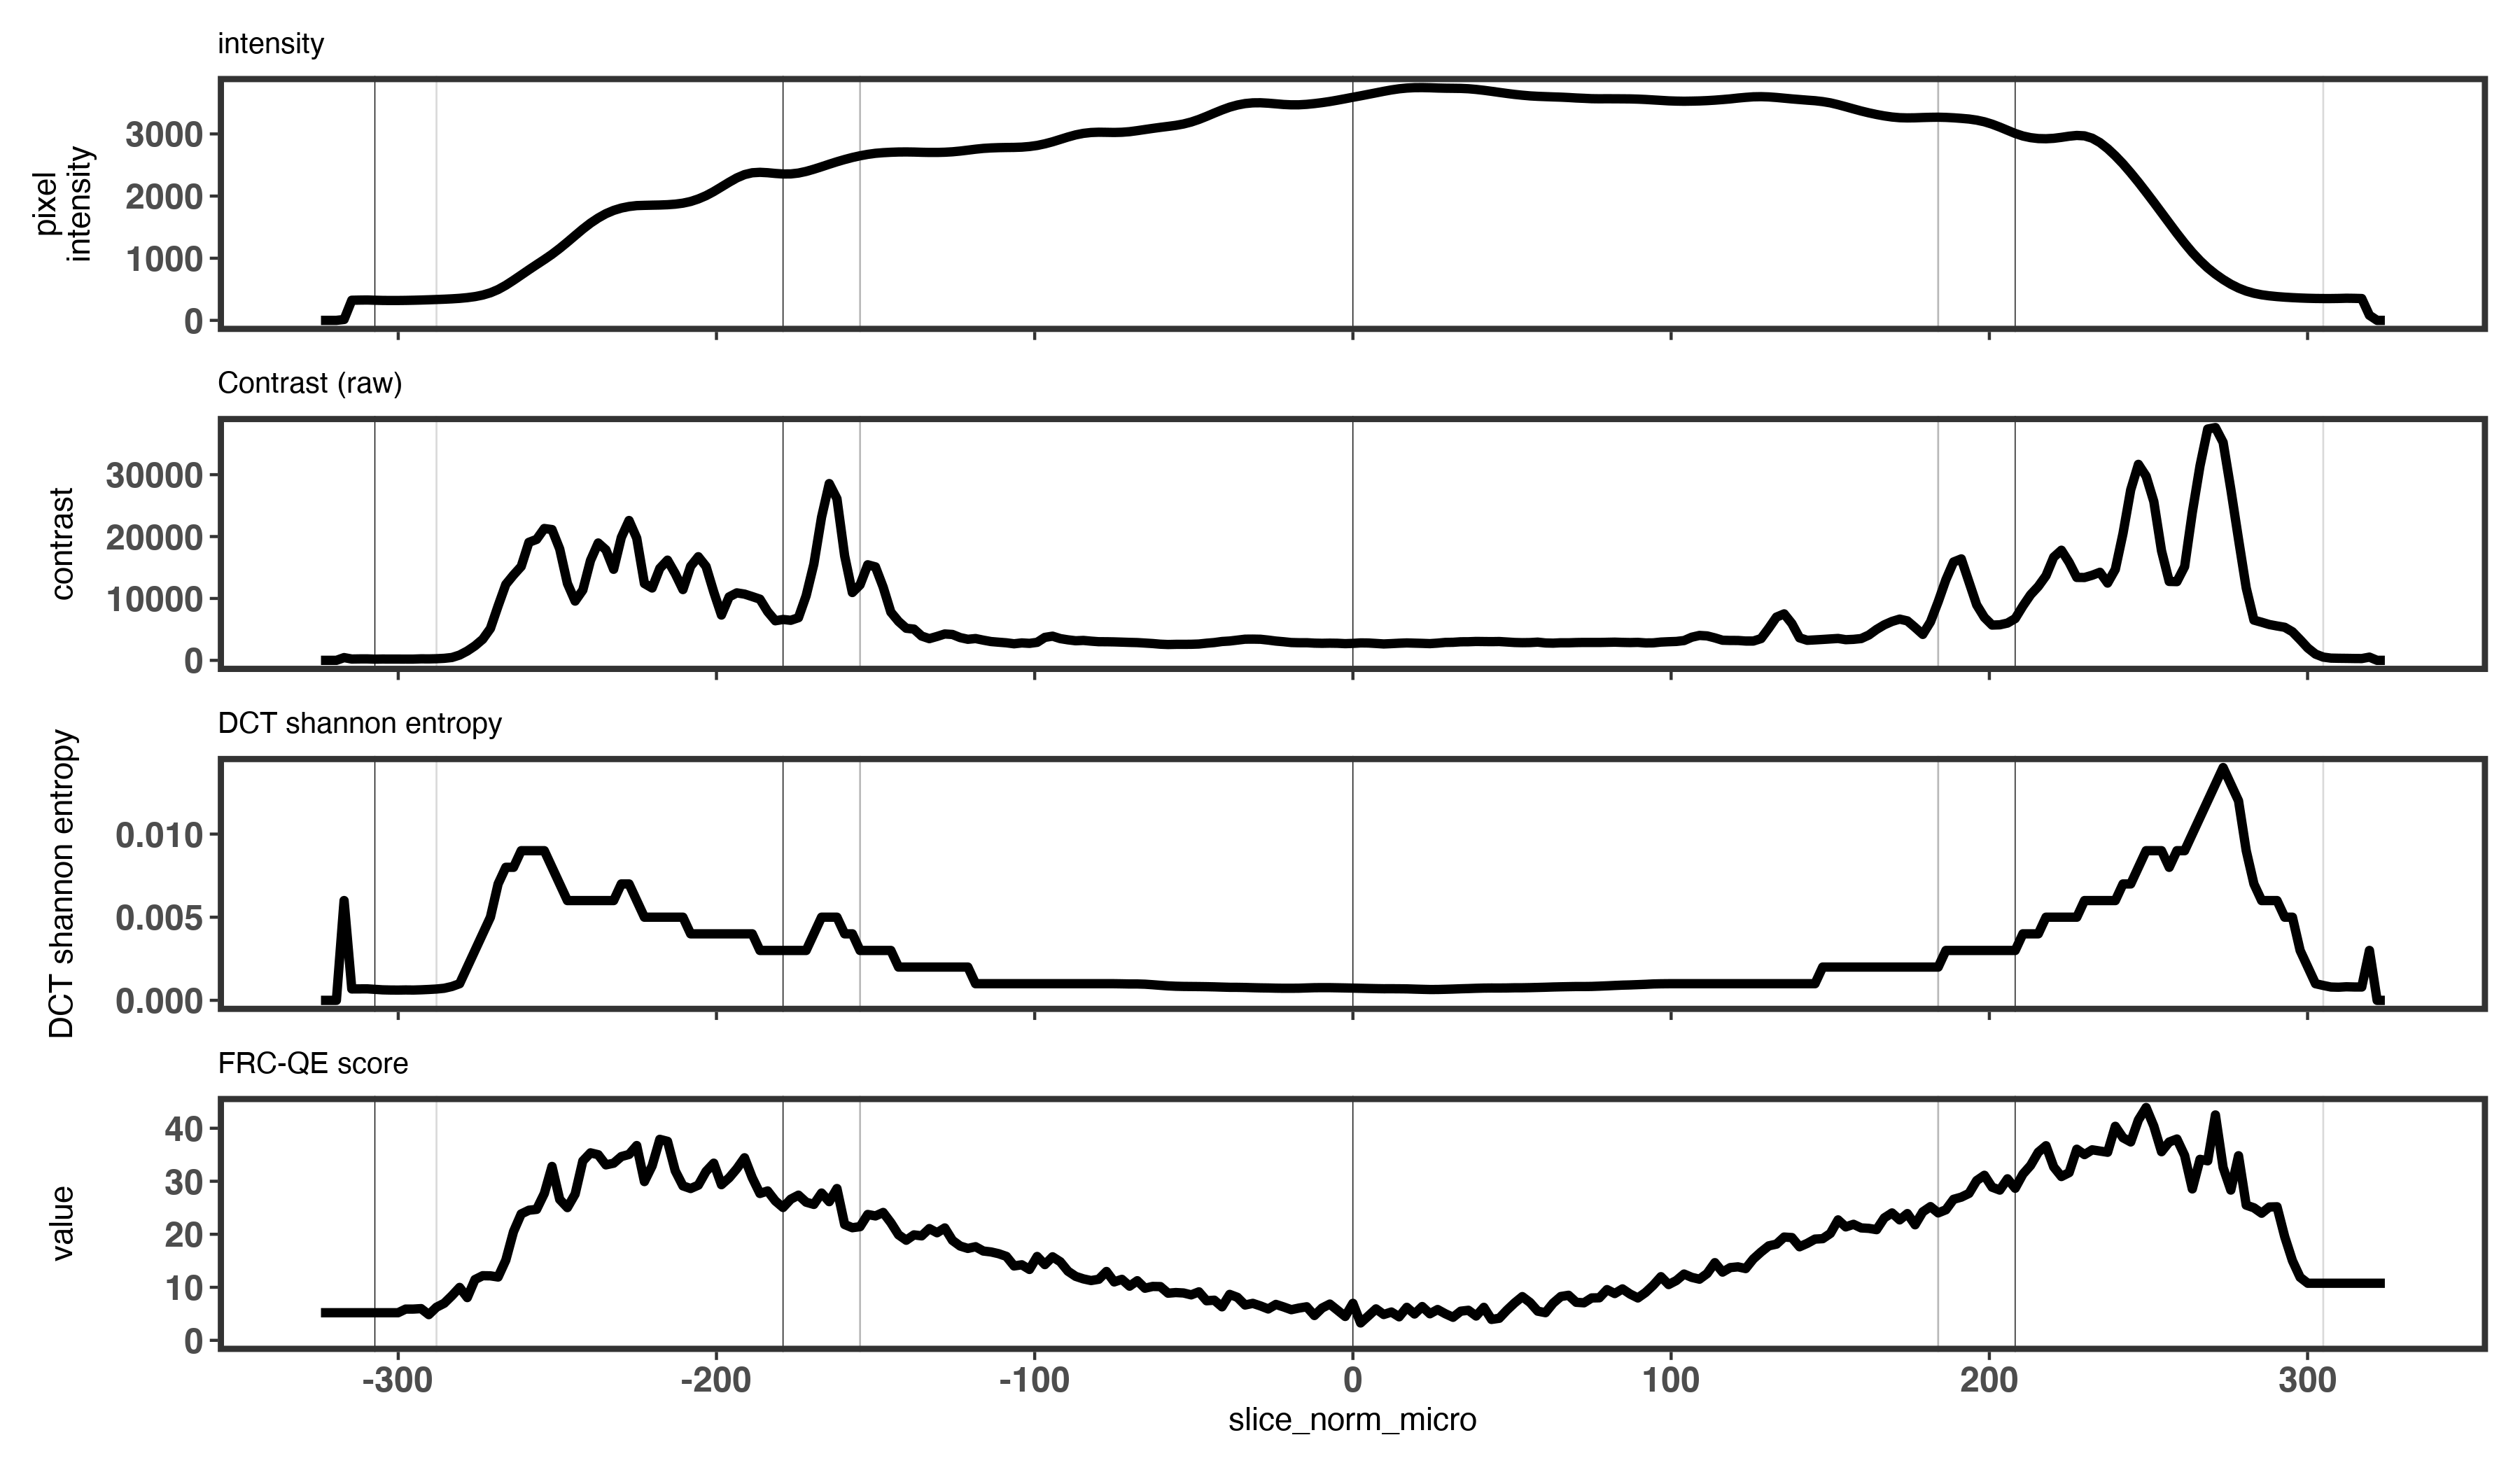 intensity
pixel
intensity
3000
2000
1000
0
Contrast (raw)
contrast
30000
20000
10000
0
DCT shannon entropy
DCT shannon entropy
0.010
0.005
0.000
FRC-QE score
value
40
30
20
10
0
-300 -200 -100 0 100 200 300
slice_norm_micro